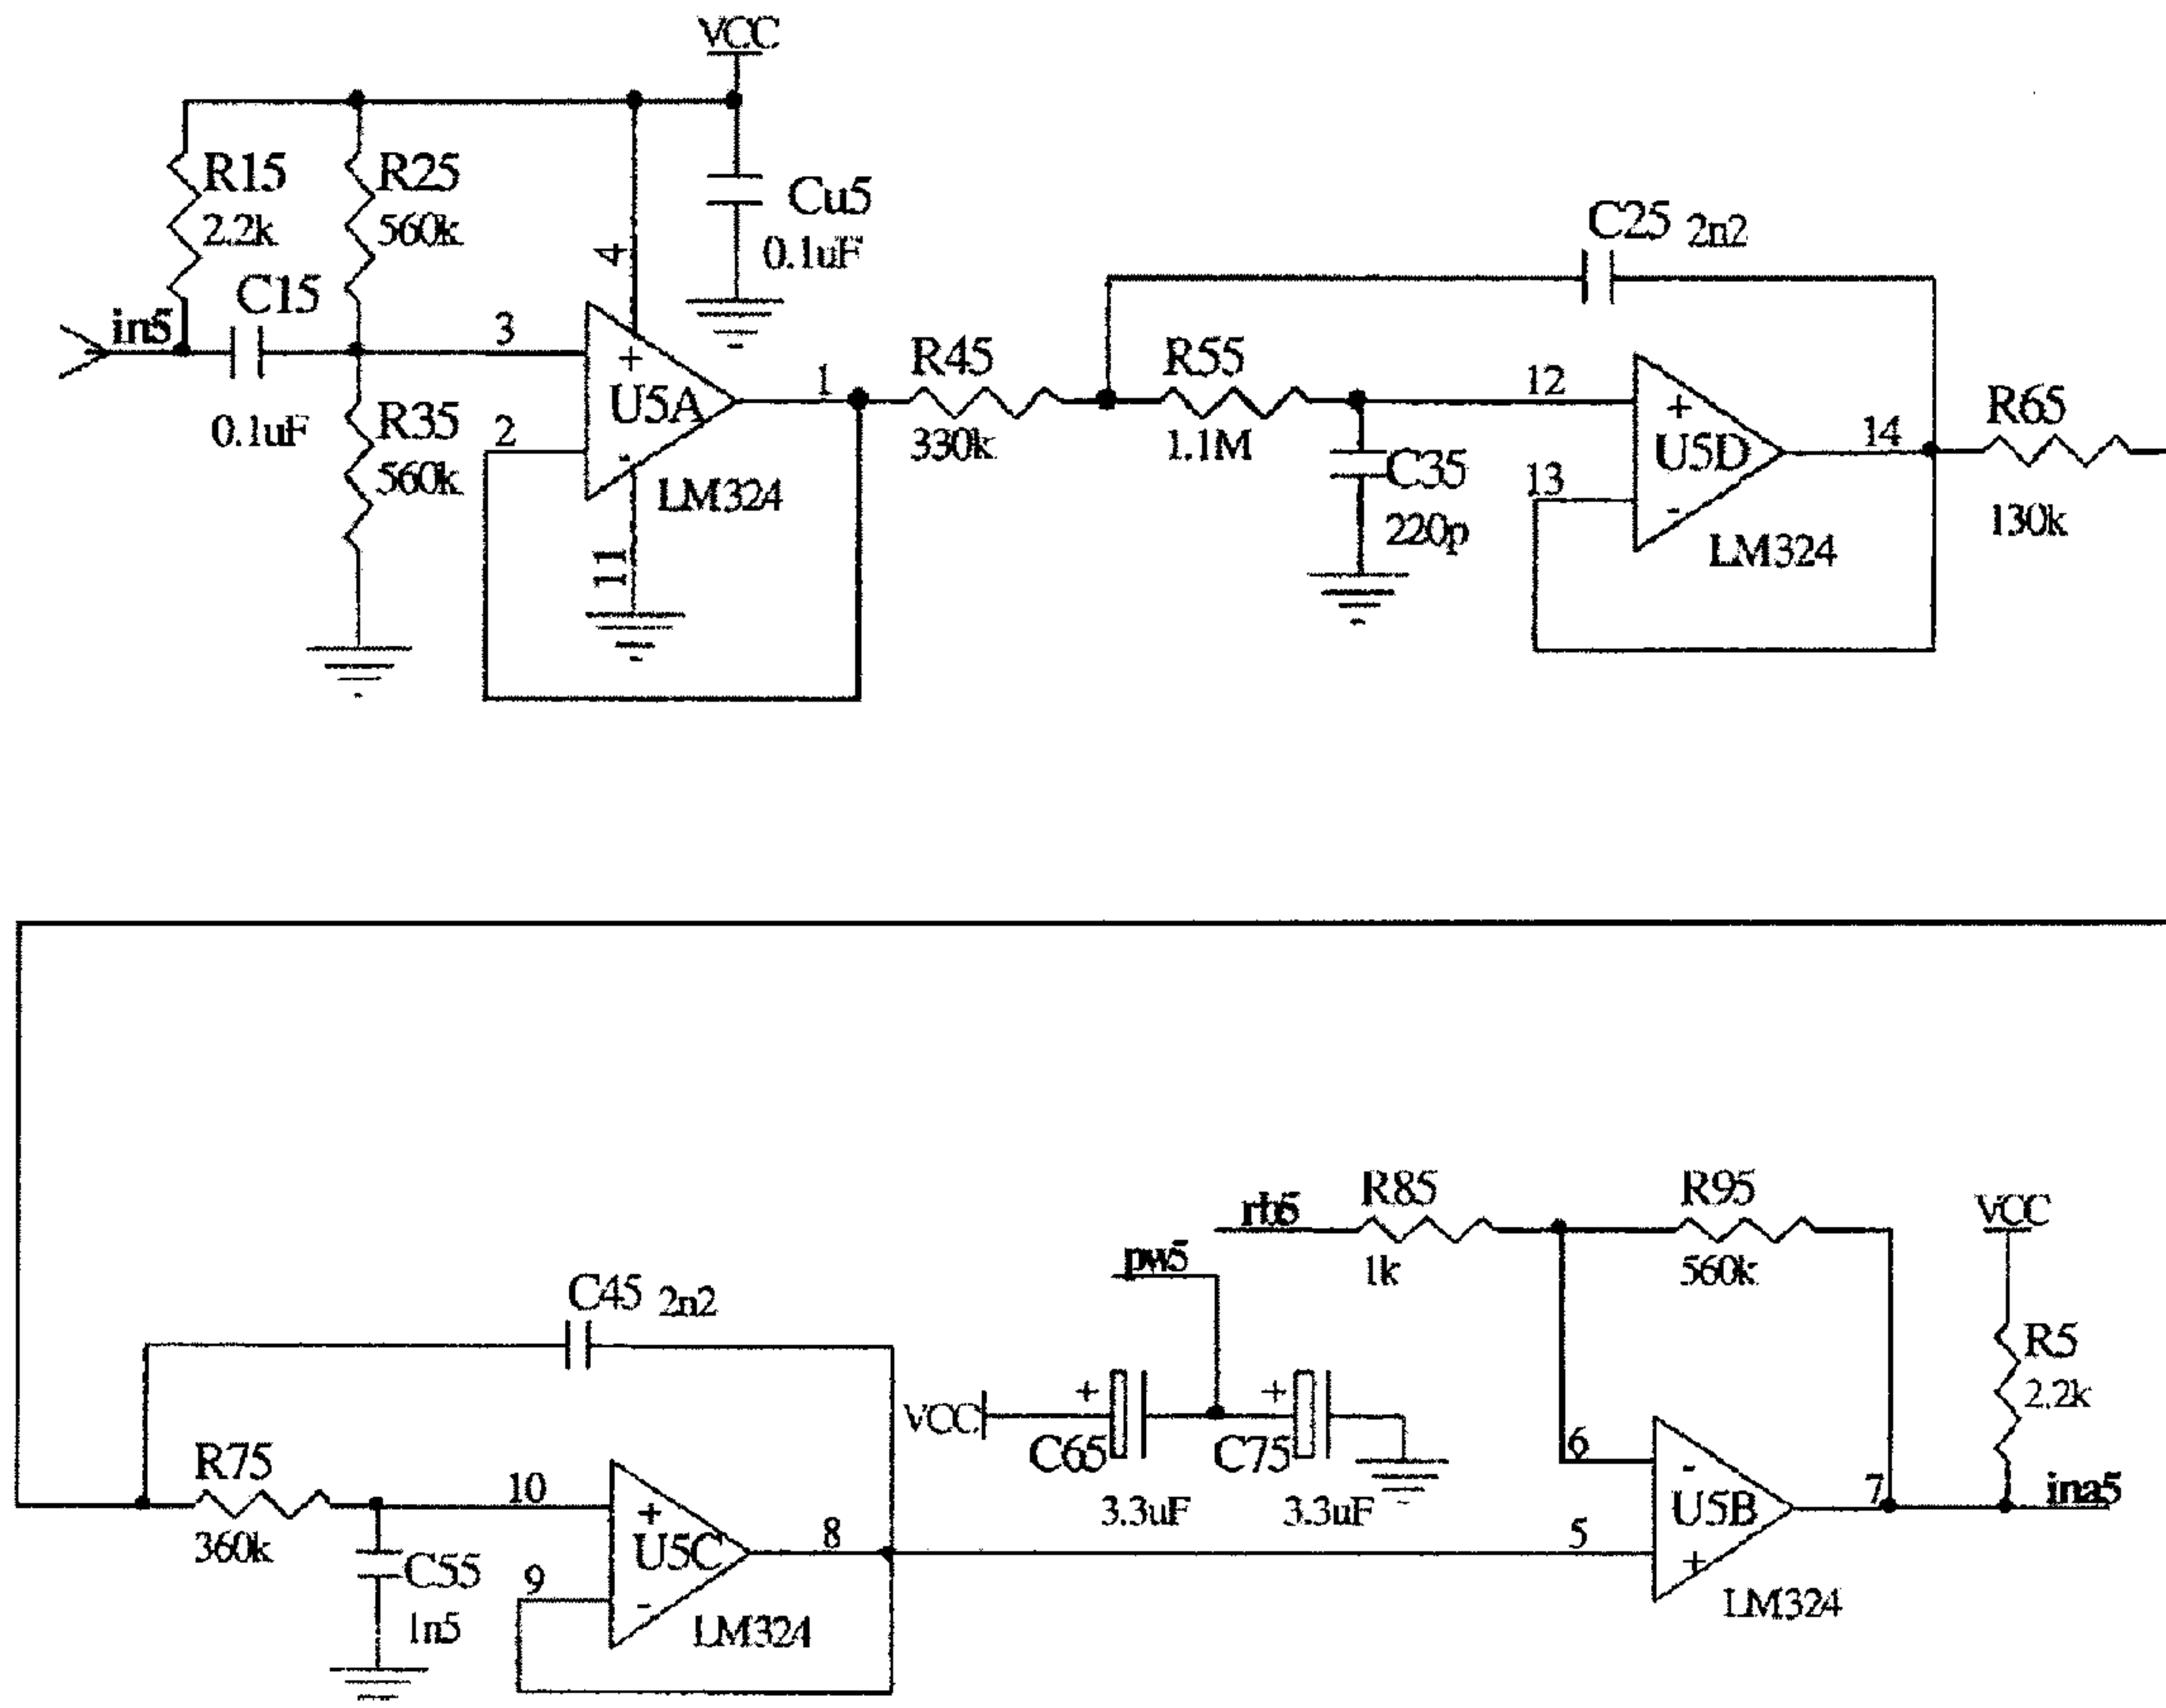 VCC
R15
2.2k
R25
560k
Cu5
0.1uF
4
C15
0.1uF
in5
3
+
U5A
-
2
1
LM324
11
R35
560k
R45
330k
C25 2n2
R55
1.1M
12
+
U5D
-
13
14
LM324
C35
220p
R65
130k
C45 2n2
R75
360k
10
+
U5C
-
9
8
LM324
C55
1n5
rb5
R85
1k
R95
560k
pw5
VCC
+
C65
3.3uF
+
C75
3.3uF
VCC
R5
2.2k
6
-
U5B
+
5
7
ina5
LM324